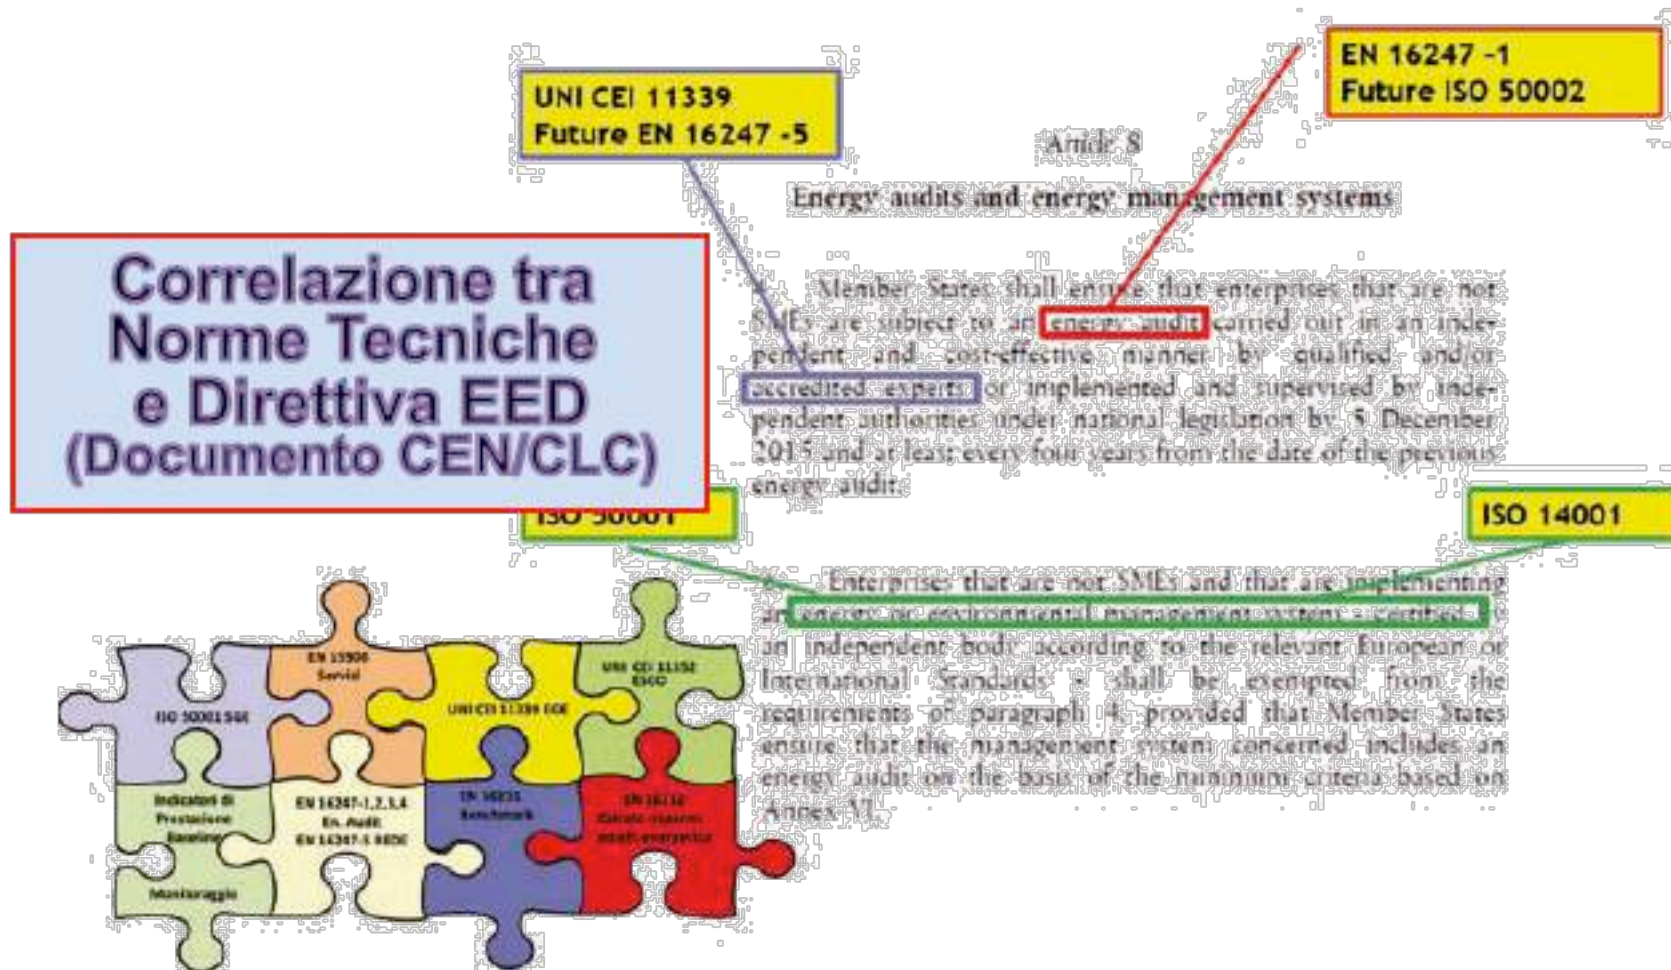 EN 16247 -1
Future ISO 50002
UNI CEI 11339
Future EN 16247 -5
Article 8
Energy audits and energy management systems
Correlazione tra
Norme Tecniche
e Direttiva EED
(Documento CEN/CLC)
Member States shall ensure that enterprises that are not
SMEs are subject to an energy audit carried out in an inde-
pendent and cost-effective manner by qualified and/or
accredited experts or implemented and supervised by inde-
pendent authorities under national legislation by 5 December
2015 and at least every four years from the date of the previous
energy audit.
ISO 50001
ISO 14001
Enterprises that are not SMEs and that are implementing
an energy or environmental management system - certified
an independent body according to the relevant European or
International Standards - shall be exempted from the
requirements of paragraph 4, provided that Member States
ensure that the management system concerned includes an
energy audit on the basis of the minimum criteria based on
Annex VI.
ISO 50001 SGE
Servizi
UNI CEI 11339 EGE
UNI CEI 11352
ESCO
Indicatori di
Prestazione
Baseline
Monitoraggio
EN 16247-1,2,3,4
En. Audit
EN 16247-5
Benchmark